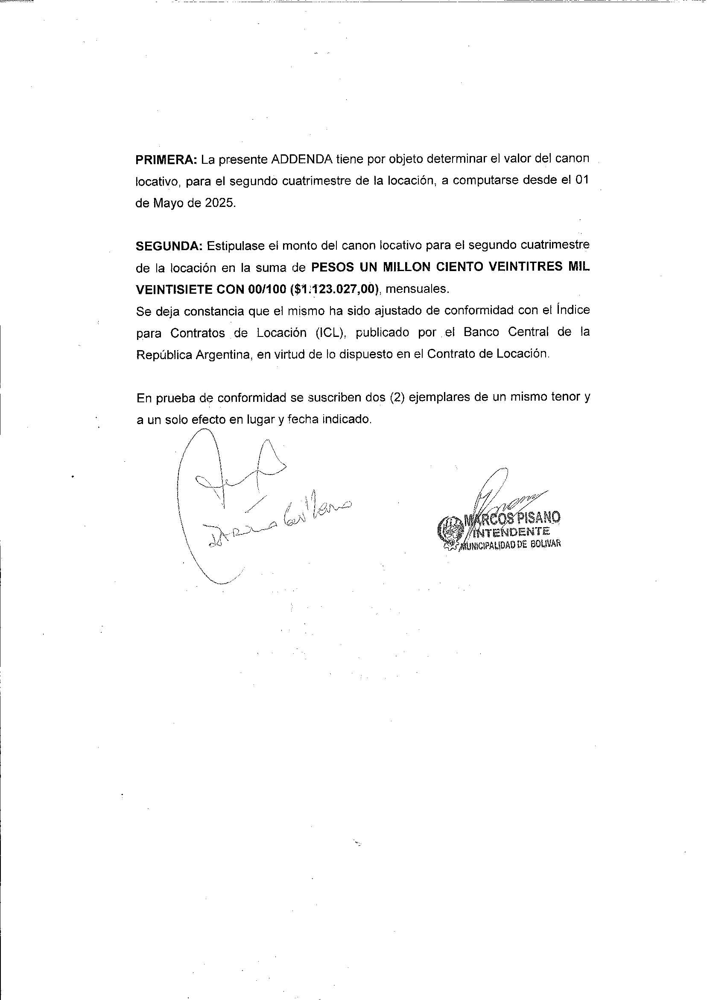 PRIMERA: La presente ADDENDA tiene por objeto determinar el valor del canon
locativo, para el segundo cuatrimestre de la locación, a computarse desde el 01
de Mayo de 2025.
SEGUNDA: Estipulase el monto del canon locativo para el segundo cuatrimestre
de la locación en la suma de PESOS UN MILLON CIENTO VEINTITRES MIL
VEINTISIETE CON 00/100 ($1.123.027,00), mensuales.
Se deja constancia que el mismo ha sido ajustado de conformidad con el Índice
para Contratos de Locación (ICL), publicado por el Banco Central de la
República Argentina, en virtud de lo dispuesto en el Contrato de Locación.
En prueba de conformidad se suscriben dos (2) ejemplares de un mismo tenor y
a un solo efecto en lugar y fecha indicado.
MARCOS PISANO
INTENDENTE
MUNICIPALIDAD DE BOLIVAR